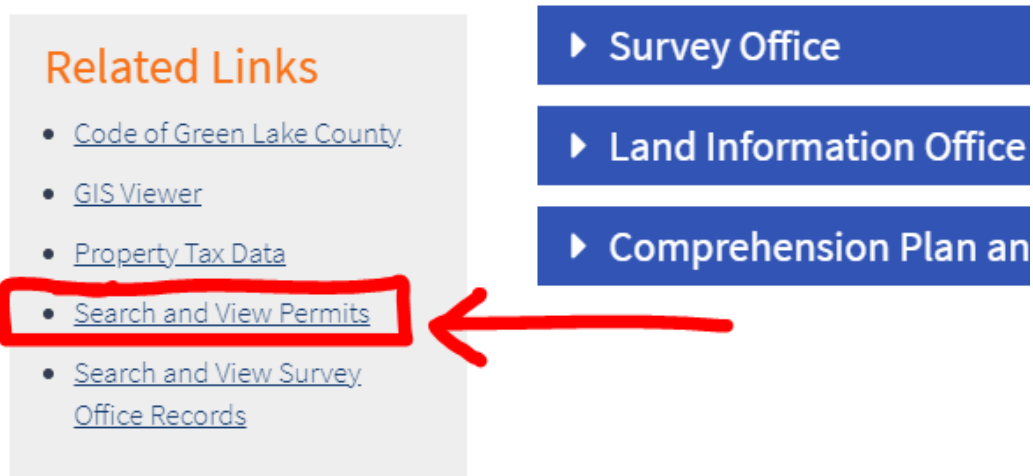 Related Links
Code of Green Lake County
GIS Viewer
Property Tax Data
Search and View Permits
Search and View Survey
Office Records
Survey Office
Land Information Office
Comprehension Plan an